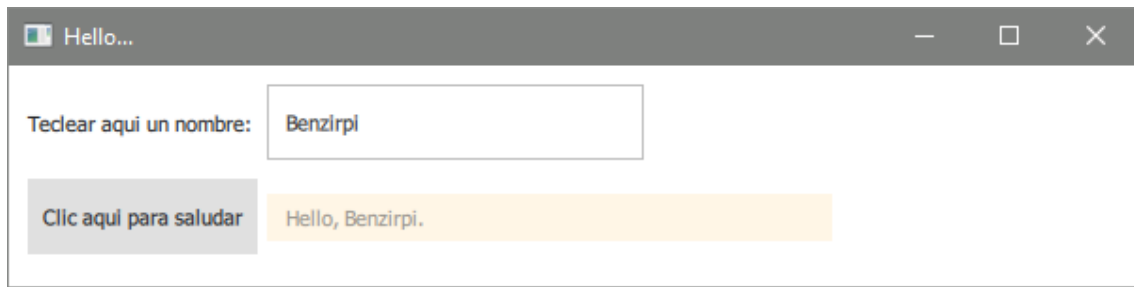 Hello...
Teclear aqui un nombre: Benzirpi
Clic aqui para saludar Hello, Benzirpi.